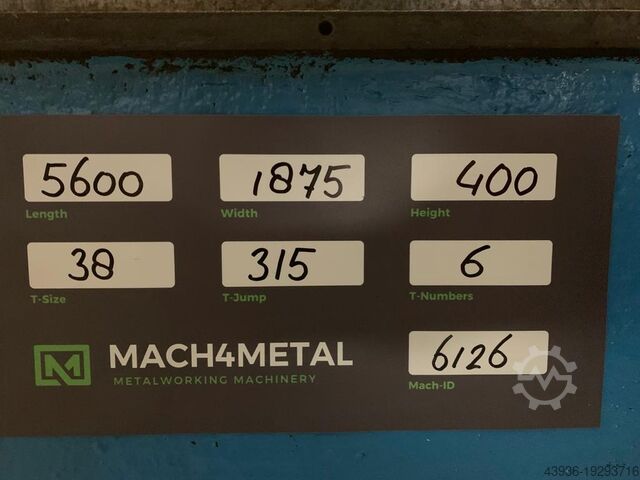 5600 1875 400
Length Width Height
38 315 6
T-Size T-Jump T-Numbers
MACH4METAL
METALWORKING MACHINERY
6126
Mach-ID
43936-19293716